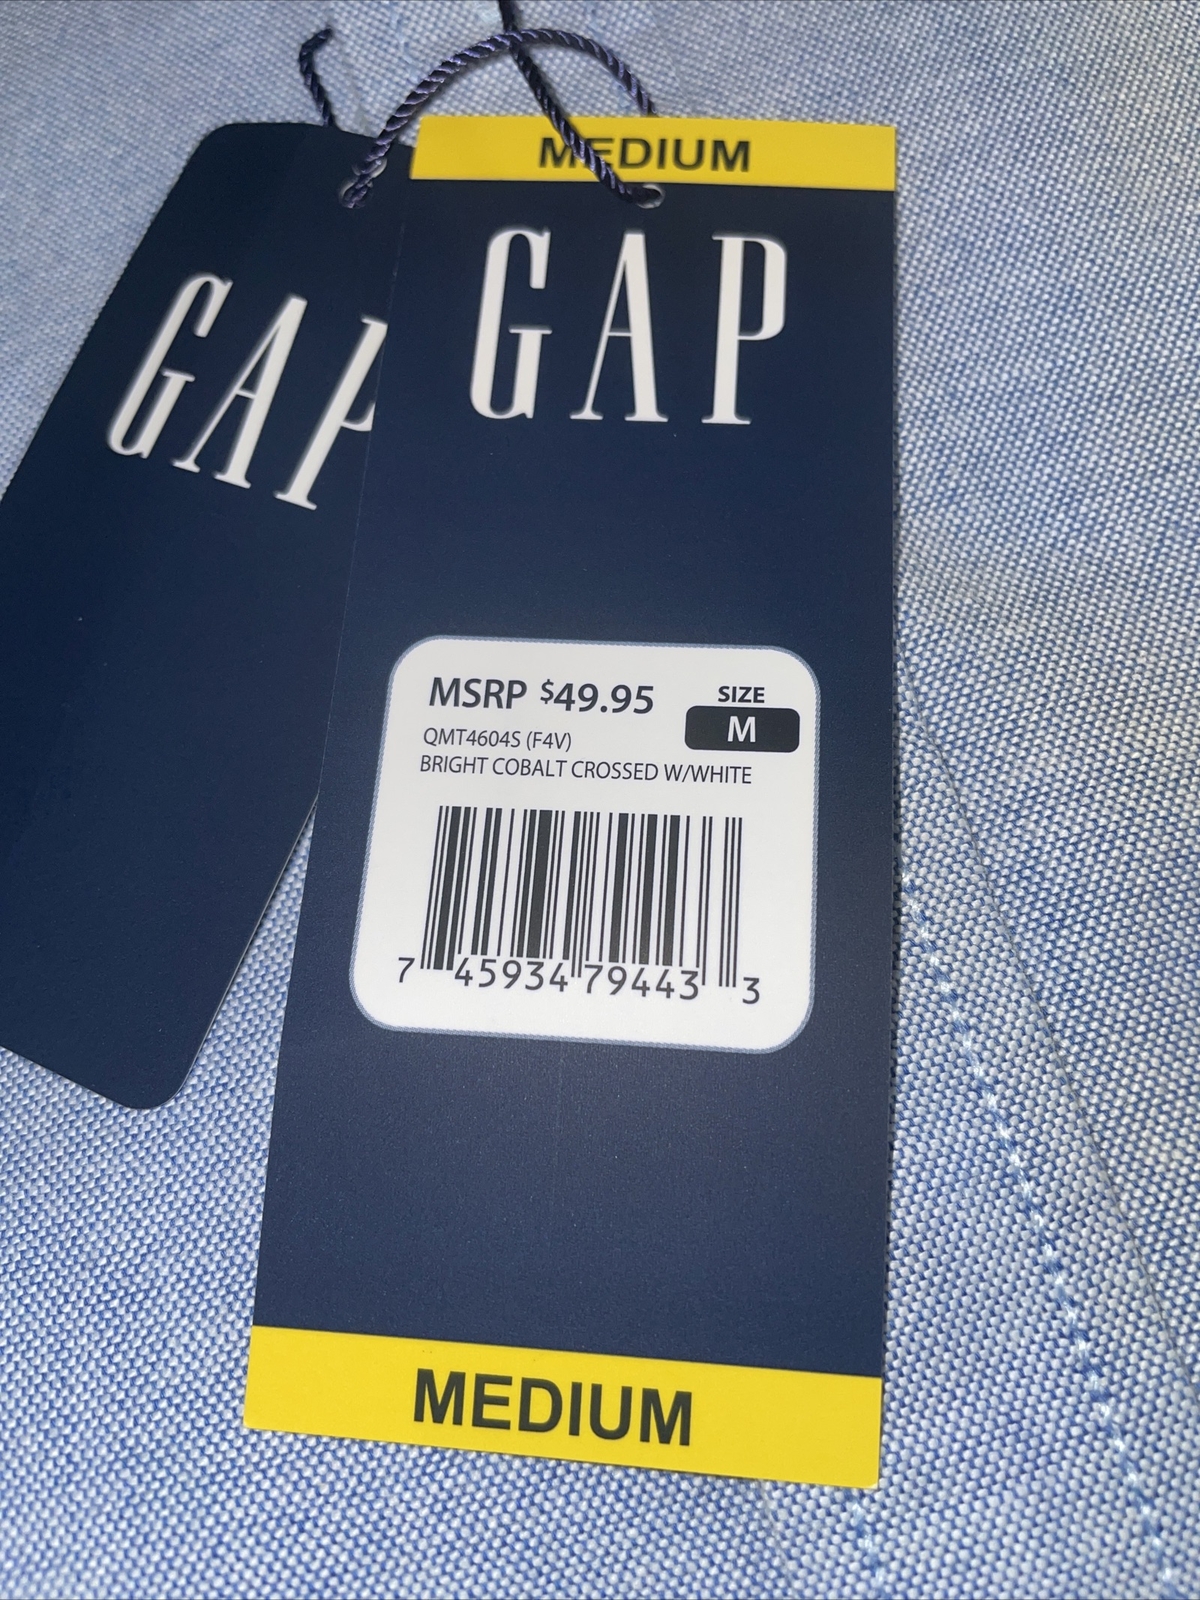 MEDIUM
GAP
GAP
MSRP $49.95
SIZE
M
QMT4604S (F4V)
BRIGHT COBALT CROSSED W/WHITE
7 45934 79443 3
MEDIUM